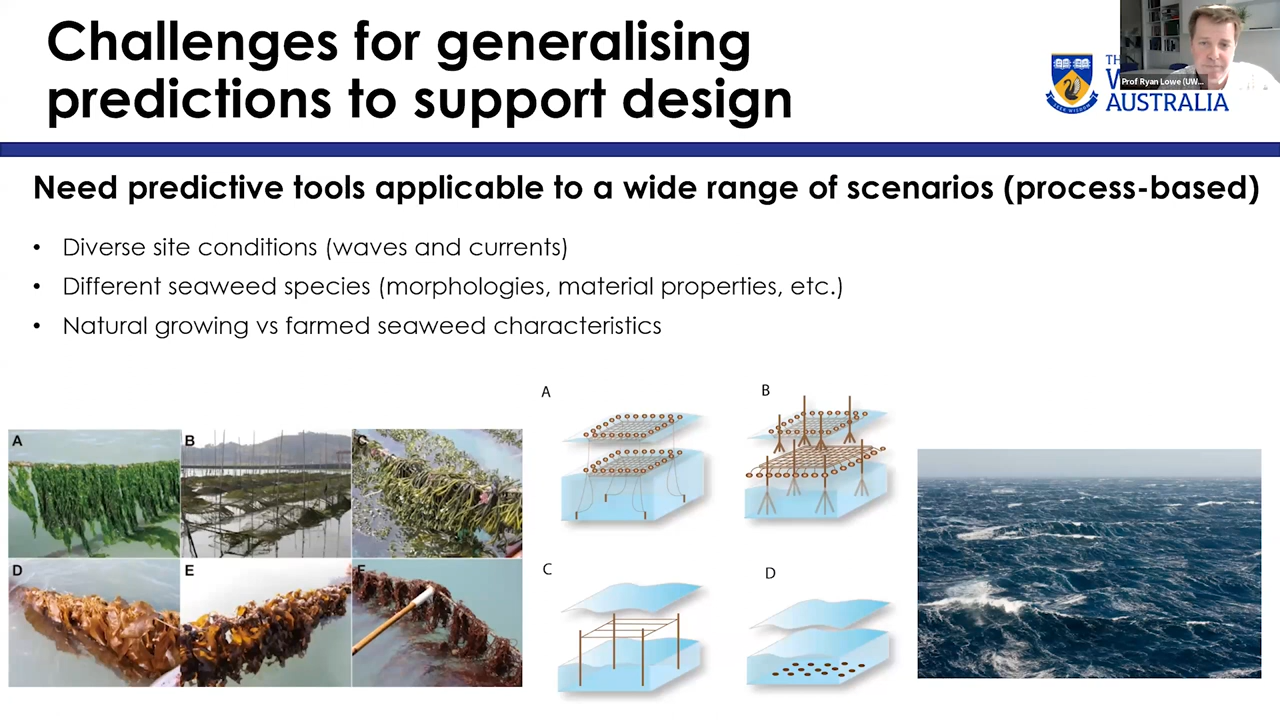 Challenges for generalising
predictions to support design
Prof Ryan Lowe (UW...
AUSTRALIA
Need predictive tools applicable to a wide range of scenarios (process-based)
• Diverse site conditions (waves and currents)
• Different seaweed species (morphologies, material properties, etc.)
• Natural growing vs farmed seaweed characteristics
A
B
C
D
E
F
A
B
C
D